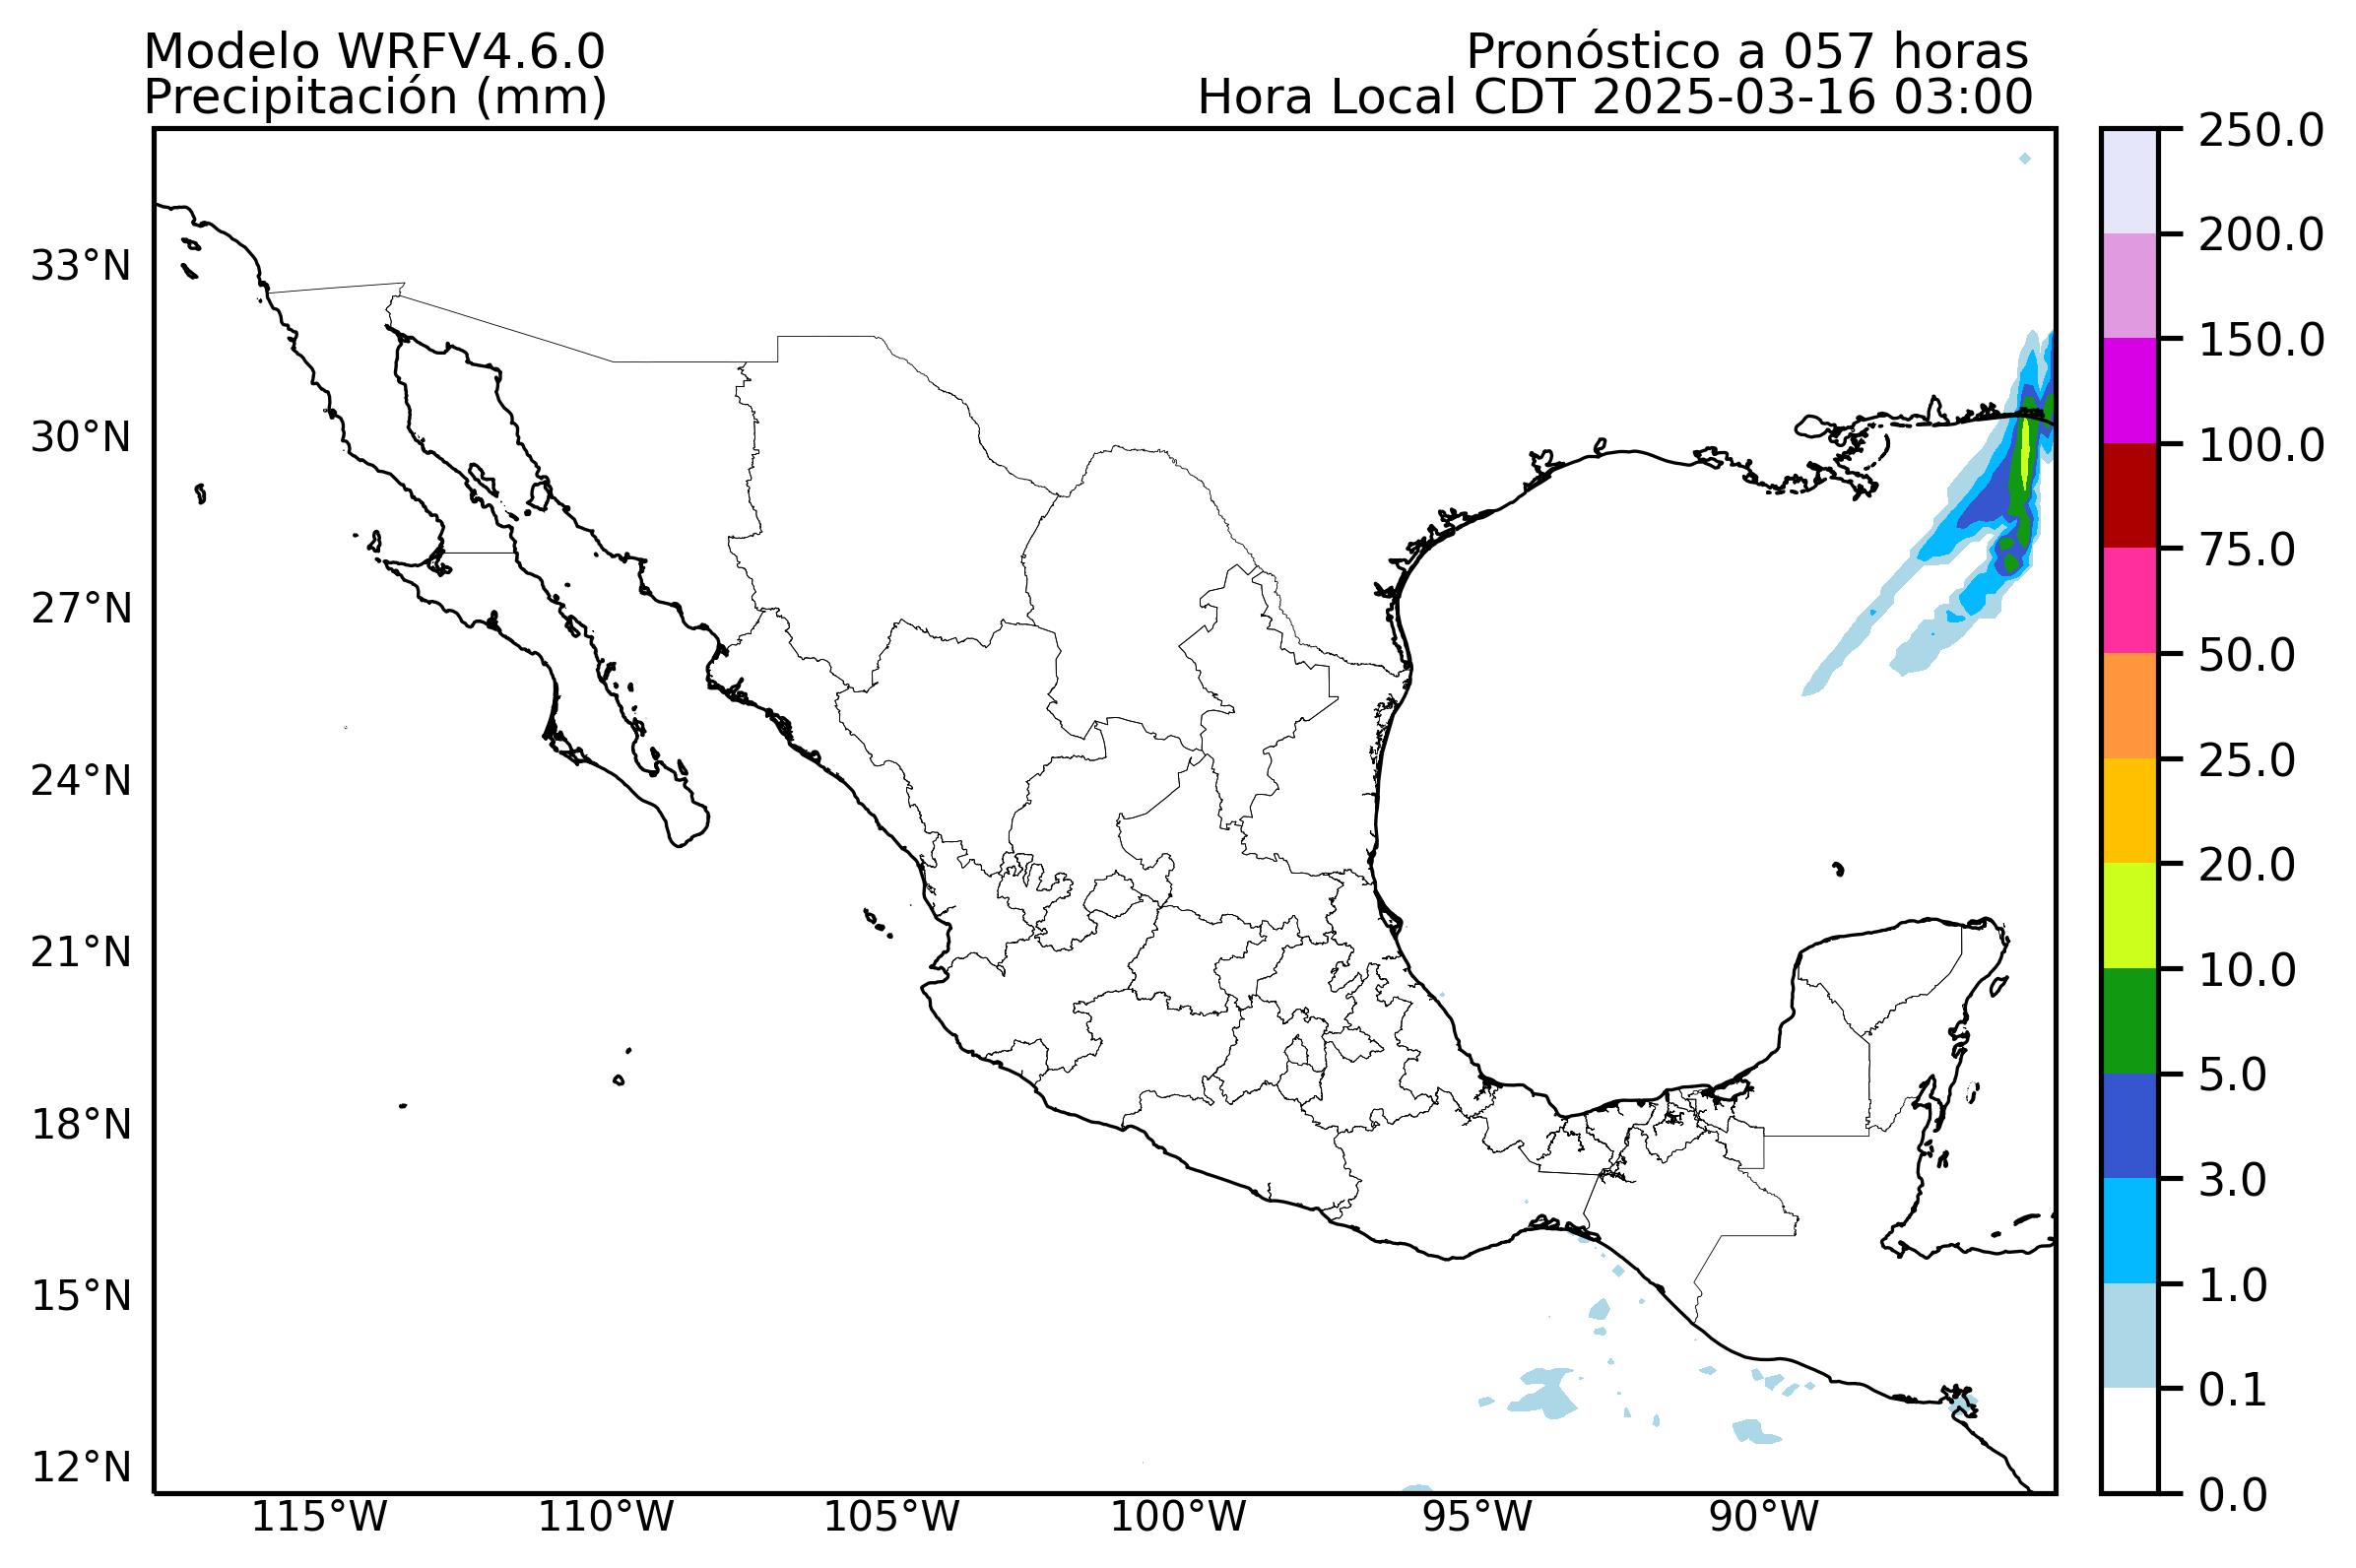 Modelo WRFV4.6.0
Precipitación (mm)
Pronóstico a 057 horas
Hora Local CDT 2025-03-16 03:00
33°N
30°N
27°N
24°N
21°N
18°N
15°N
12°N
115°W
110°W
105°W
100°W
95°W
90°W
250.0
200.0
150.0
100.0
75.0
50.0
25.0
20.0
10.0
5.0
3.0
1.0
0.1
0.0